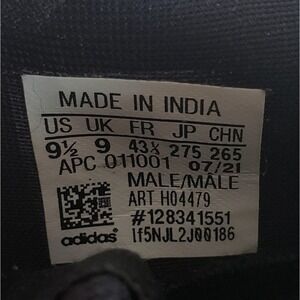 MADE IN INDIA
US UK FR JP CHN
9½ 9 43⅓ 275 265
APC 011001 07/21
MALE/MALE
ART H04479
#128341551
adidas lf5NJL2J00186